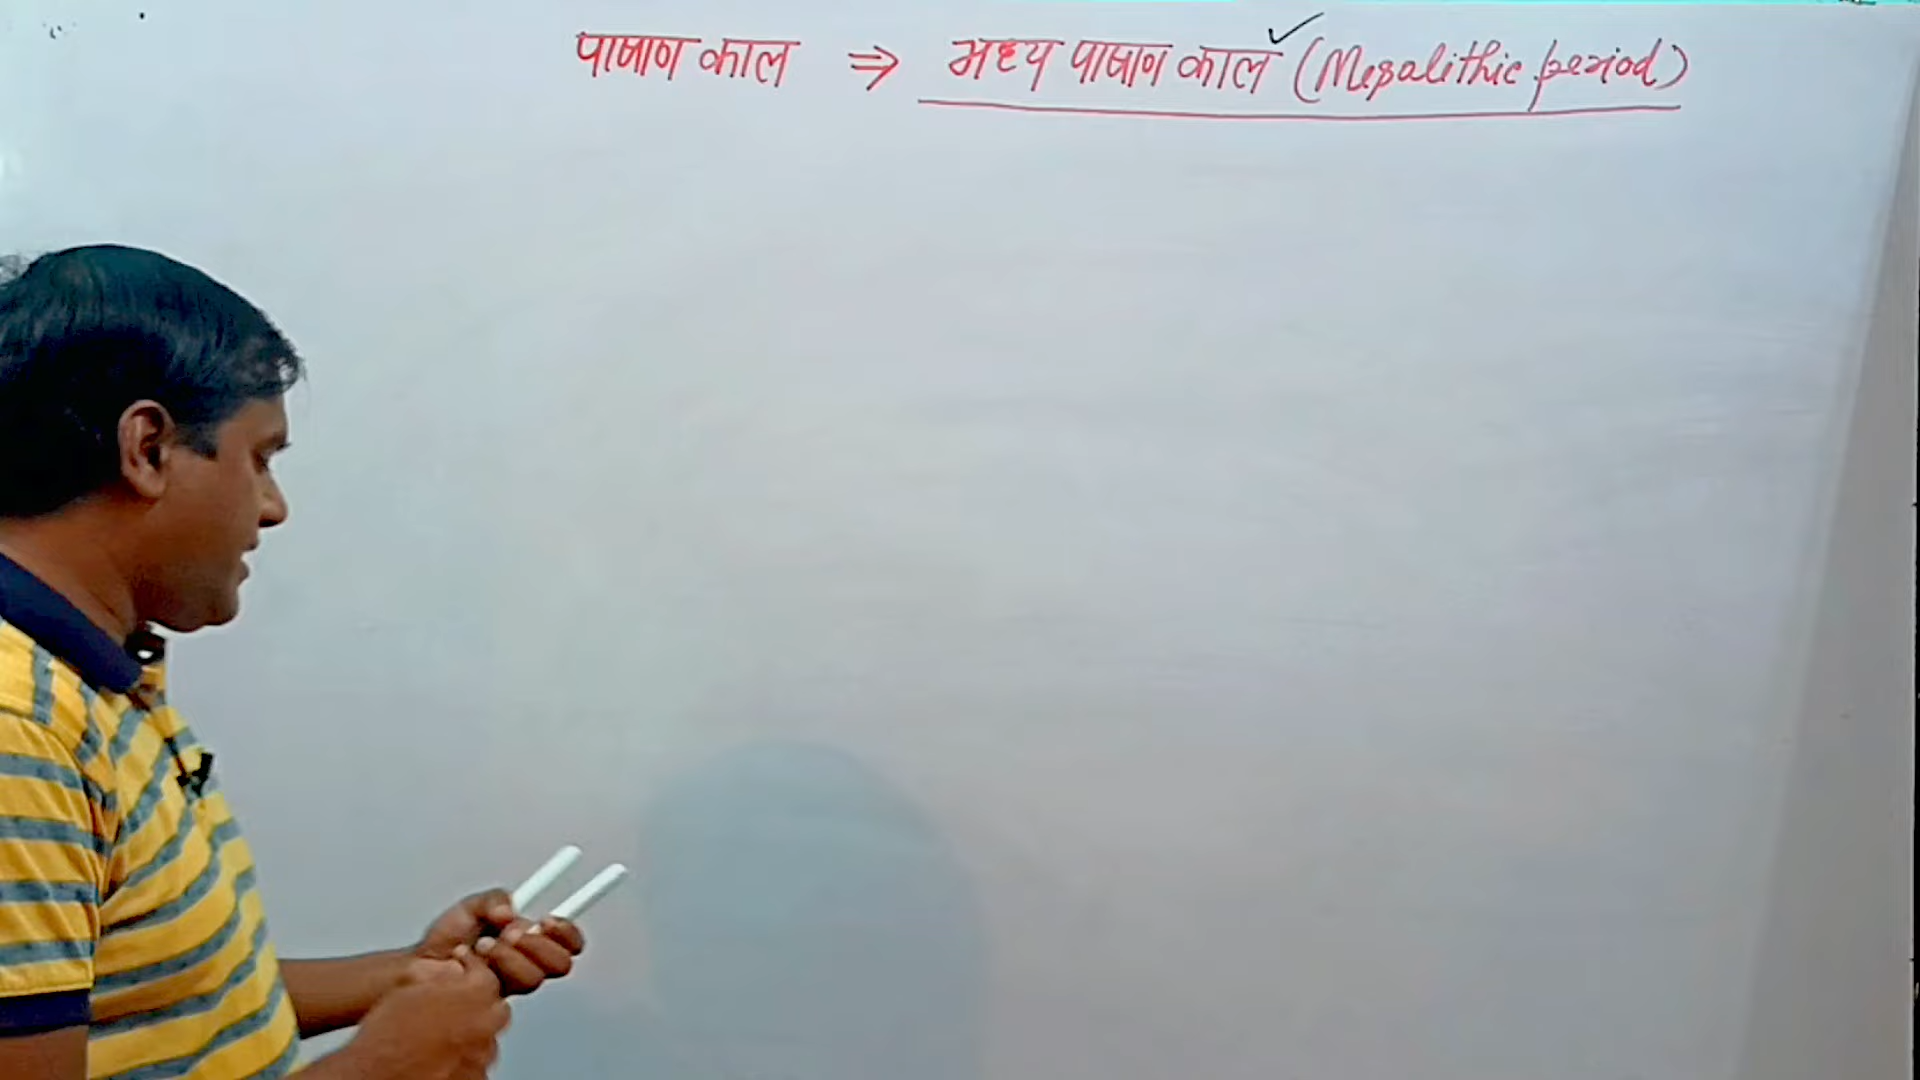 पाषाण काल ⇒ मध्य पाषाण काल (Mesalithic period)